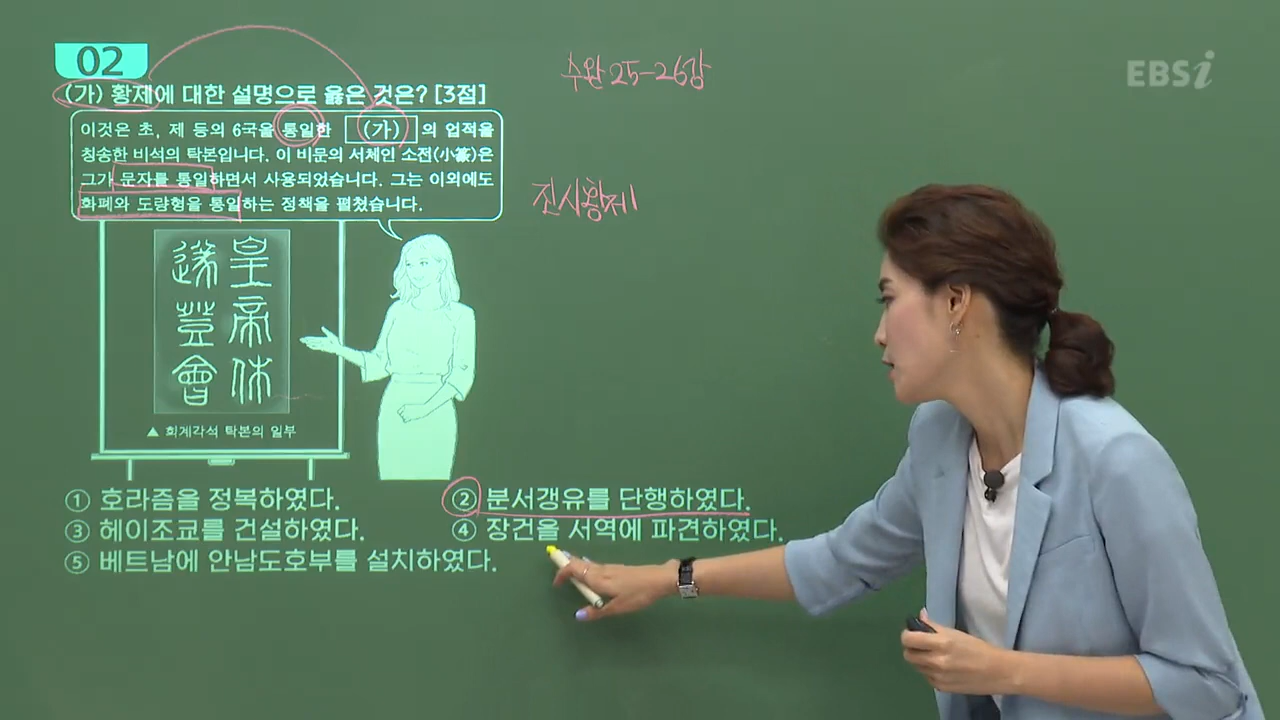 02
수완 25-26강
EBSi
(가) 황제에 대한 설명으로 옳은 것은? [3점]
이것은 초, 제 등의 6국을 통일한 (가) 의 업적을
칭송한 비석의 탁본입니다. 이 비문의 서체인 소전(小篆)은
그가 문자를 통일하면서 사용되었습니다. 그는 이외에도
화폐와 도량형을 통일하는 정책을 펼쳤습니다.
진시황제
皇帝休
遂登會
▲ 회계각석 탁본의 일부
① 호라즘을 정복하였다.
② 분서갱유를 단행하였다.
③ 헤이조쿄를 건설하였다.
④ 장건을 서역에 파견하였다.
⑤ 베트남에 안남도호부를 설치하였다.